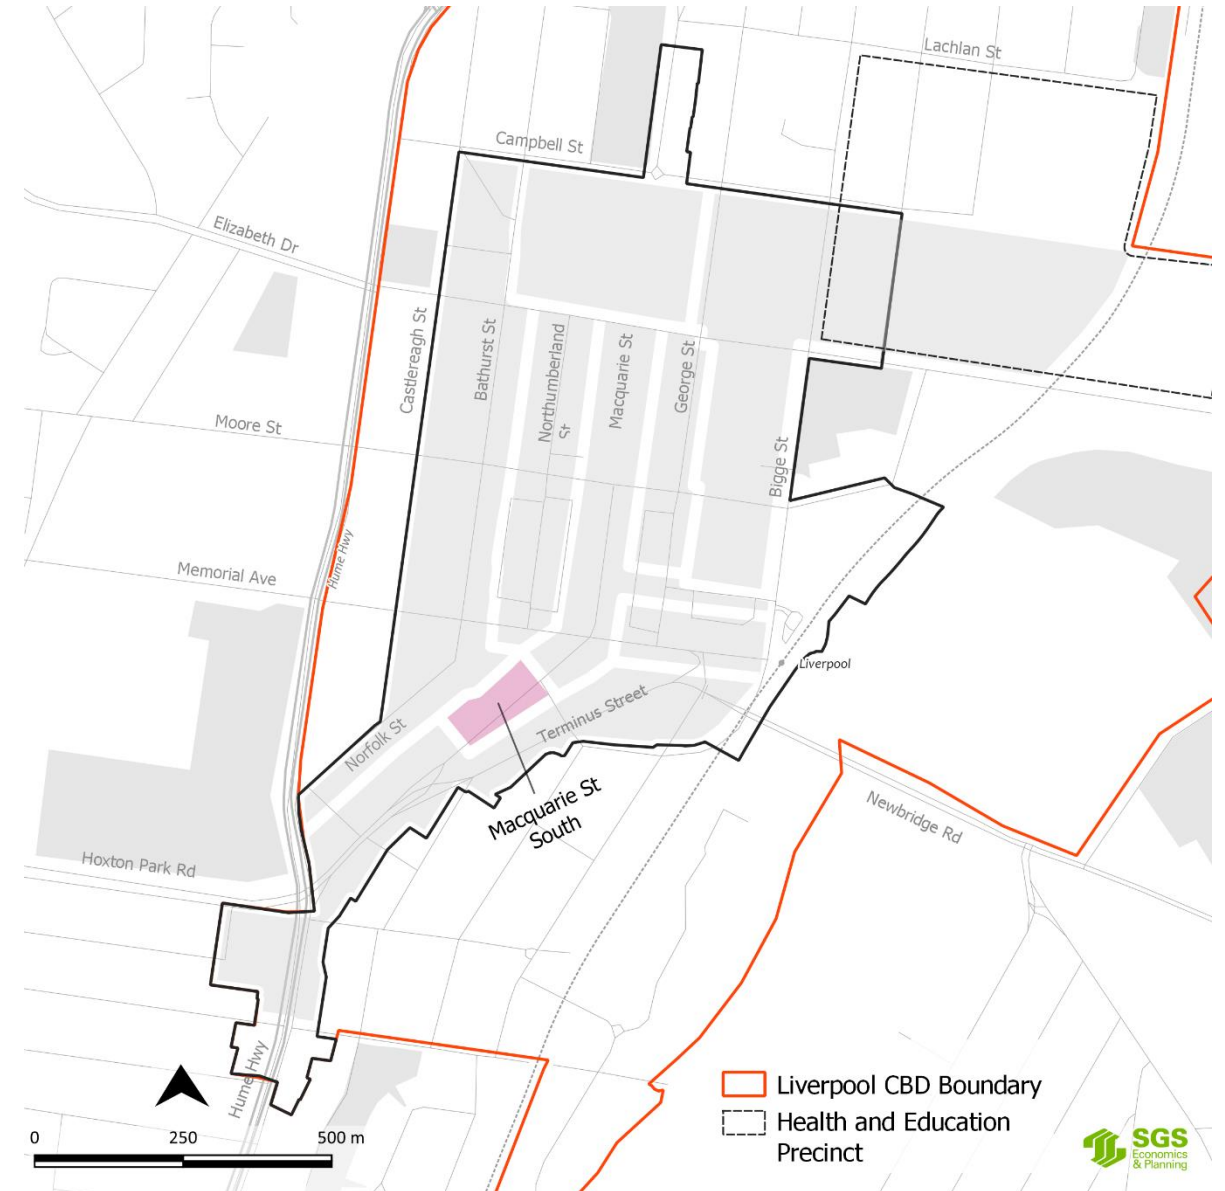 Lachlan St
Campbell St
Elizabeth Dr
Castlereagh St
Bathurst St
Northumberland
St
Macquarie St
George St
Bigge St
Moore St
Hume Hwy
Memorial Ave
Liverpool
Norfolk St
Terminus Street
Macquarie St
South
Newbridge Rd
Hoxton Park Rd
Hume Hwy
0 250 500 m
Liverpool CBD Boundary
Health and Education
Precinct
SGS
Economics
& Planning